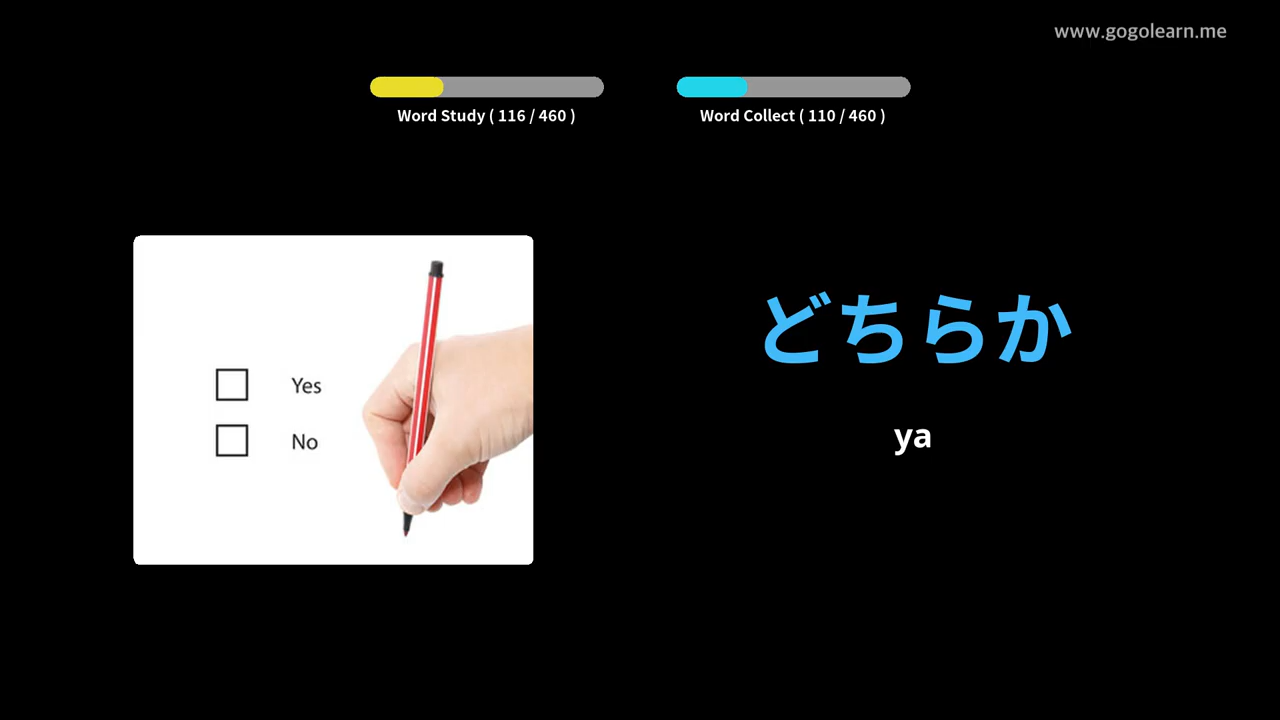 www.gogolearn.me
Word Study ( 116 / 460 )
Word Collect ( 110 / 460 )
Yes
No
どちらか
ya